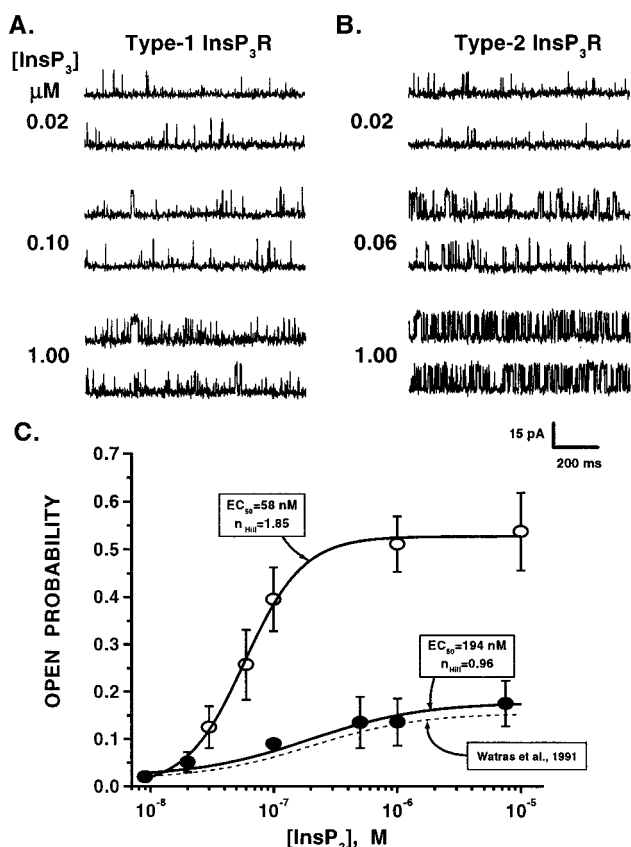 A.
Type-1 InsP3R
B.
Type-2 InsP3R
[InsP3]
μM
0.02
0.10
1.00
0.02
0.06
1.00
15 pA
200 ms
C.
OPEN PROBABILITY
0.7
0.6
0.5
0.4
0.3
0.2
0.1
0.0
EC50=58 nM
nHill=1.85
EC50=194 nM
nHill=0.96
Watras et al., 1991
10-8
10-7
10-6
10-5
[InsP3], M